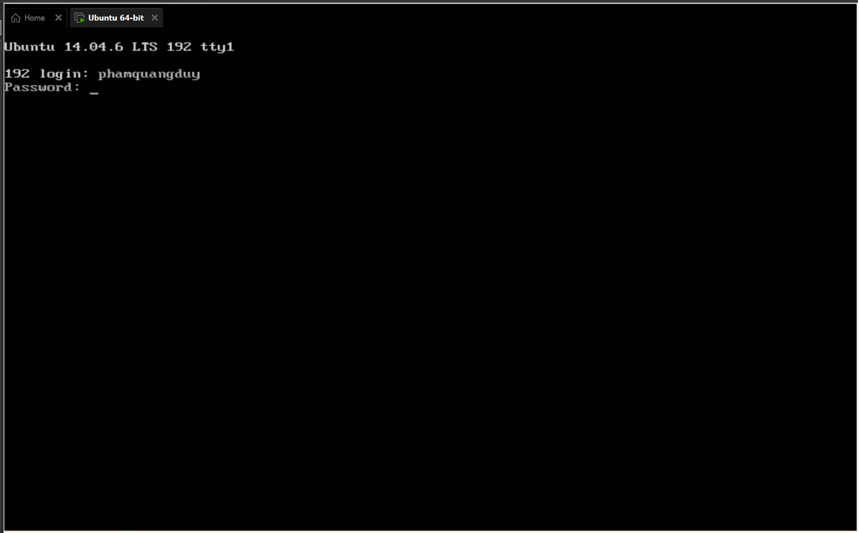 Home
Ubuntu 64-bit
Ubuntu 14.04.6 LTS 192 tty1
192 login: phamquangduy
Password: _